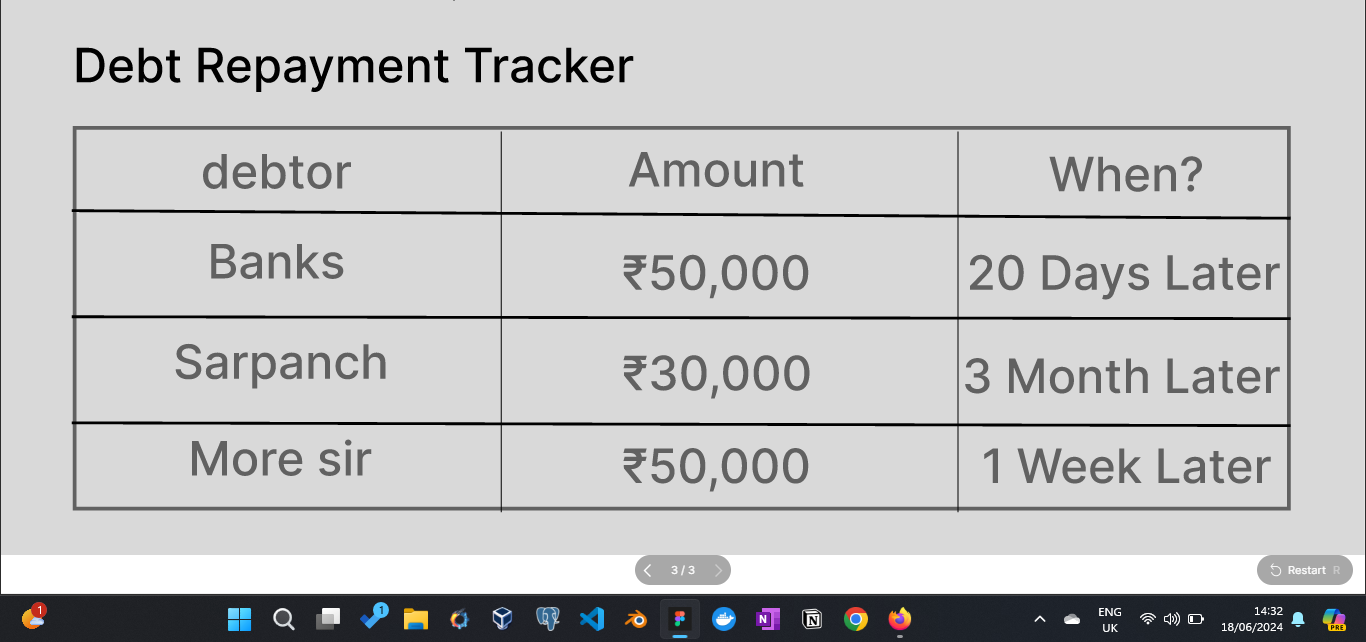 Debt Repayment Tracker
debtor Amount When?
Banks ₹50,000 20 Days Later
Sarpanch ₹30,000 3 Month Later
More sir ₹50,000 1 Week Later
3 / 3
Restart R
1
1
N
N
ENG
UK
14:32
18/06/2024
PRE